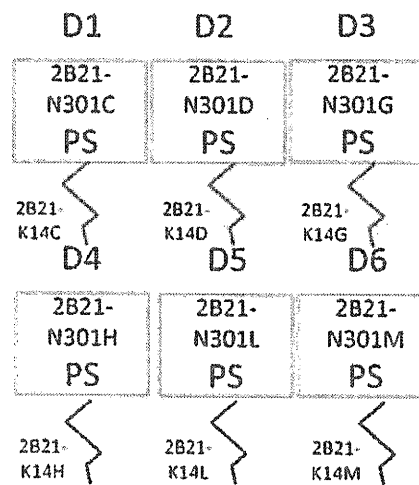 D1 D2 D3
2B21- 2B21- 2B21-
N301C N301D N301G
PS PS PS
2B21- 2B21- 2B21-
K14C K14D K14G
D4 D5 D6
2B21- 2B21- 2B21-
N301H N301L N301M
PS PS PS
2B21- 2B21- 2B21-
K14H K14L K14M